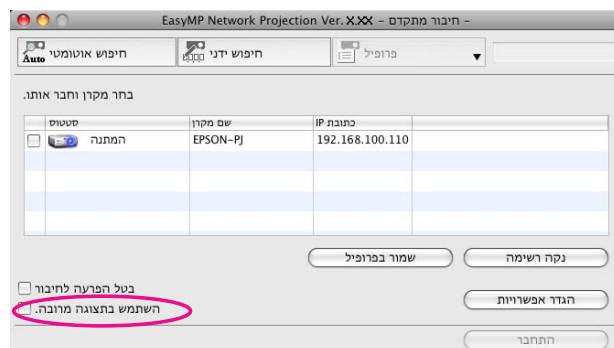 EasyMP Network Projection Ver. X.XX – חיבור מתקדם –
Auto חיפוש אוטומטי
חיפוש ידני
פרופיל
בחר מקרן וחבר אותו.
סטטוס שם מקרן כתובת IP
המתנה EPSON-PJ 192.168.100.110
שמור בפרופיל
נקה רשימה
בטל הפרעה לחיבור
השתמש בתצוגה מרובה.
הגדר אפשרויות
התחבר